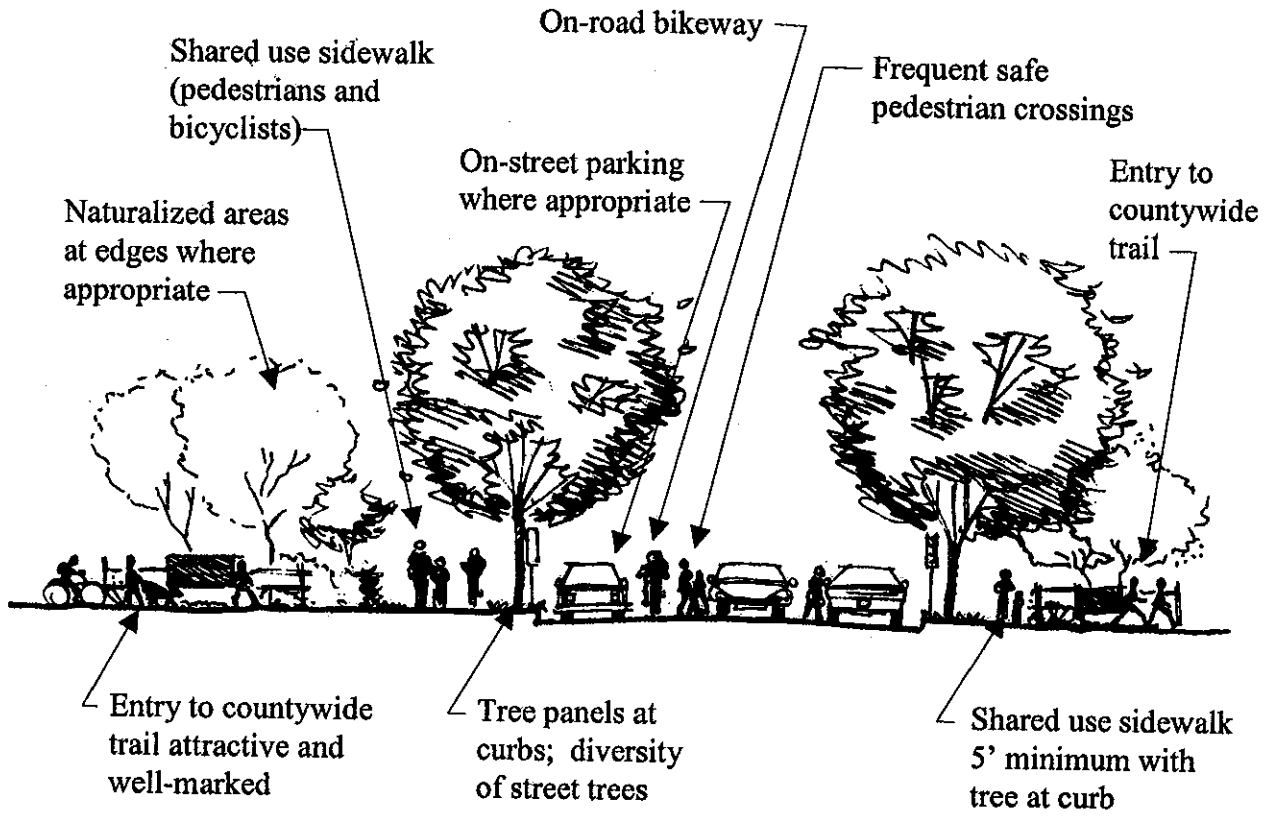 On-road bikeway
Shared use sidewalk
(pedestrians and
bicyclists)
Frequent safe
pedestrian crossings
On-street parking
where appropriate
Entry to
countywide
trail
Naturalized areas
at edges where
appropriate
Entry to countywide
trail attractive and
well-marked
Tree panels at
curbs; diversity
of street trees
Shared use sidewalk
5' minimum with
tree at curb